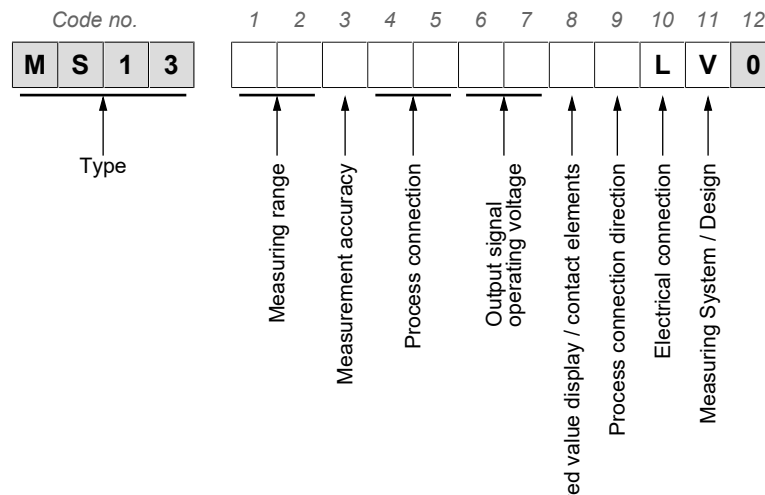 Code no. 1 2 3 4 5 6 7 8 9 10 11 12
M S 1 3 L V 0
Type
Measuring range
Measurement accuracy
Process connection
Output signal
operating voltage
value display / contact elements
Process connection direction
Electrical connection
Measuring System / Design